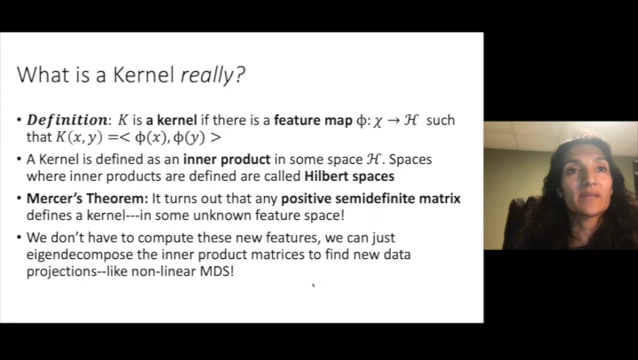 What is a Kernel really?
• Definition: K is a kernel if there is a feature map ϕ: χ → ℋ such
that K(x, y) =< ϕ(x), ϕ(y) >
• A Kernel is defined as an inner product in some space ℋ. Spaces
where inner products are defined are called Hilbert spaces
• Mercer's Theorem: It turns out that any positive semidefinite matrix
defines a kernel---in some unknown feature space!
• We don't have to compute these new features, we can just
eigendecompose the inner product matrices to find new data
projections--like non-linear MDS!